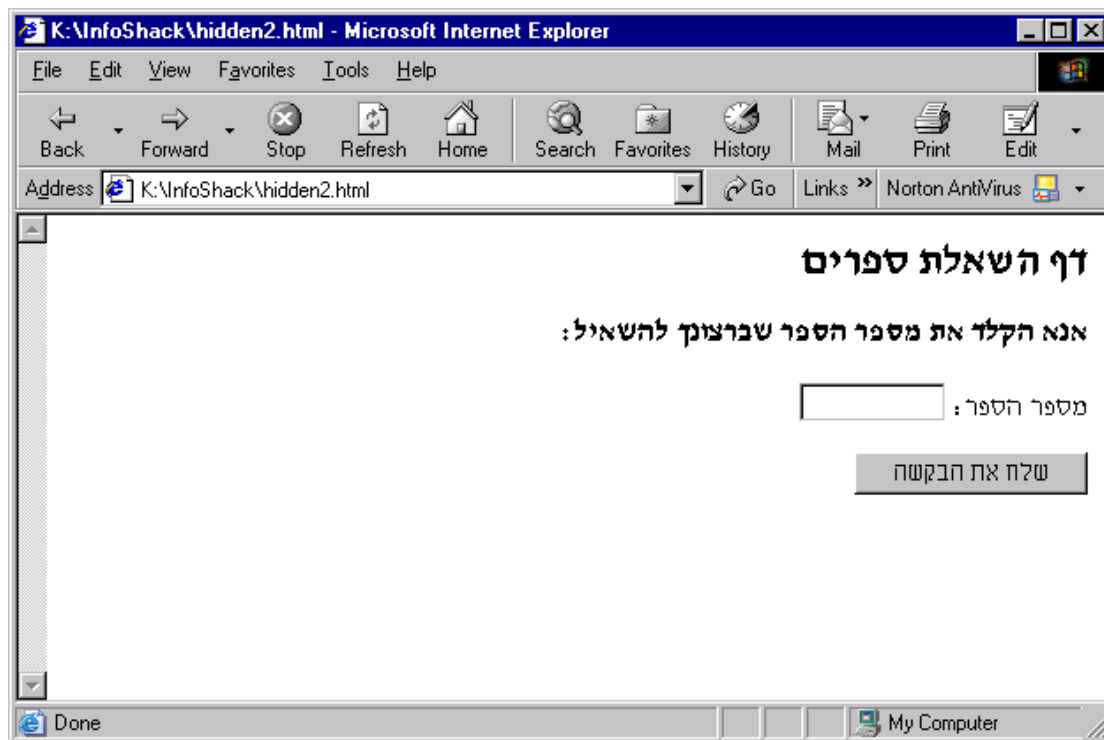 K:\InfoShack\hidden2.html - Microsoft Internet Explorer
File Edit View Favorites Tools Help
Back Forward Stop Refresh Home Search Favorites History Mail Print Edit
Address K:\InfoShack\hidden2.html Go Links » Norton AntiVirus
דף השאלת ספרים
אנא הקלד את מספר הספר שברצונך להשאיל:
מספר הספר:
שלח את הבקשה
Done My Computer